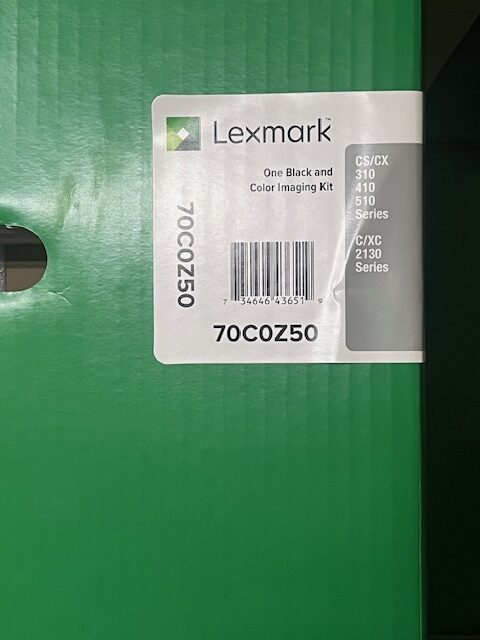 Lexmark™
One Black and
Color Imaging Kit
CS/CX
310
410
510
Series
C/XC
2130
Series
70C0Z50
7 34646 43651 9
70C0Z50